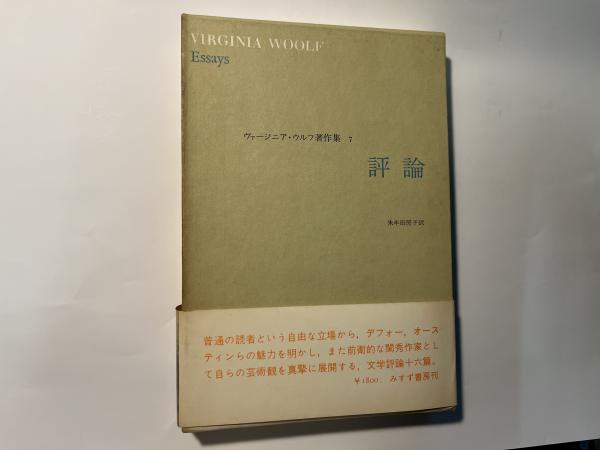 VIRGINIA WOOLF
Essays
ヴァージニア・ウルフ著作集 7
評論
朱牟田房子訳
普通の読者という自由な立場から，デフォー，オース
ティンらの魅力を明かし，また前衛的な閨秀作家とし
て自らの芸術観を真摯に展開する，文学評論十六篇。
￥1800. みすず書房刊